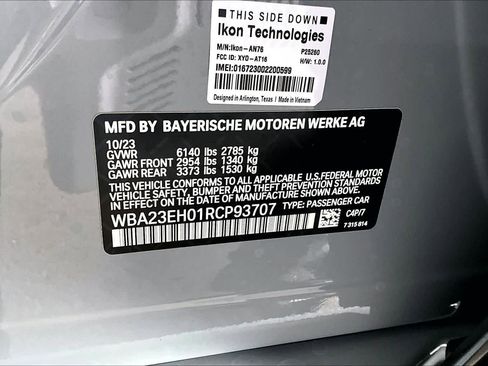 THIS SIDE DOWN
Ikon Technologies
M/N:Ikon-AN76 P25260
FCC ID: XYO-AT16 H/W: 1.0.0
IMEI:016723002200599
Designed in Arlington, Texas | Made in Vietnam
MFD BY BAYERISCHE MOTOREN WERKE AG
10/23
GVWR 6140 lbs 2785 kg
GAWR FRONT 2954 lbs 1340 kg
GAWR REAR 3373 lbs 1530 kg
THIS VEHICLE CONFORMS TO ALL APPLICABLE U.S.FEDERAL MOTOR
VEHICLE SAFETY, BUMPER, AND THEFT PREVENTION STANDARDS
IN EFFECT ON THE DATE OF MANUFACTURE SHOWN ABOVE.
WBA23EH01RCP93707 TYPE: PASSENGER CAR
C4P/7
7 315 814